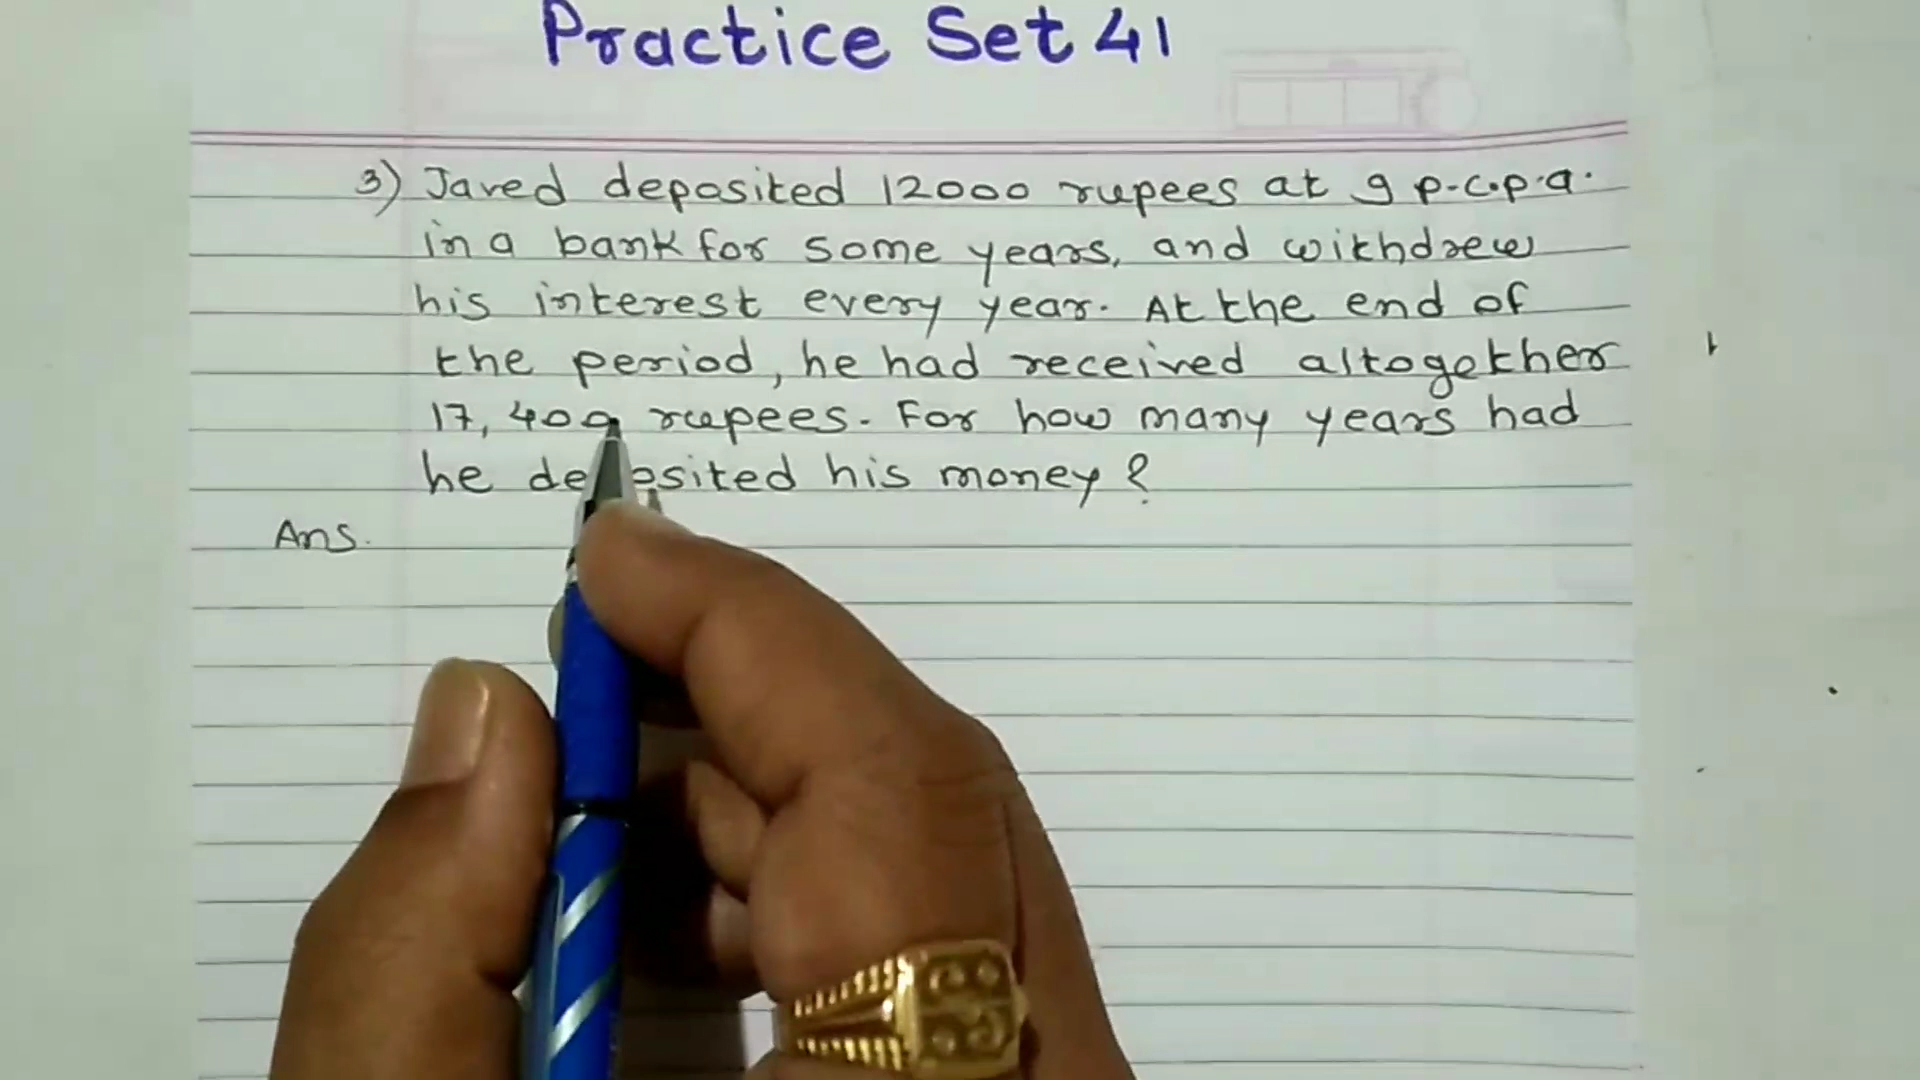 Practice Set 41
3) Javed deposited 12000 rupees at 9 p.c.p.a.
in a bank for some years, and withdrew
his interest every year. At the end of
the period, he had received altogether
17,400 rupees. For how many years had
he deposited his money?
Ans.